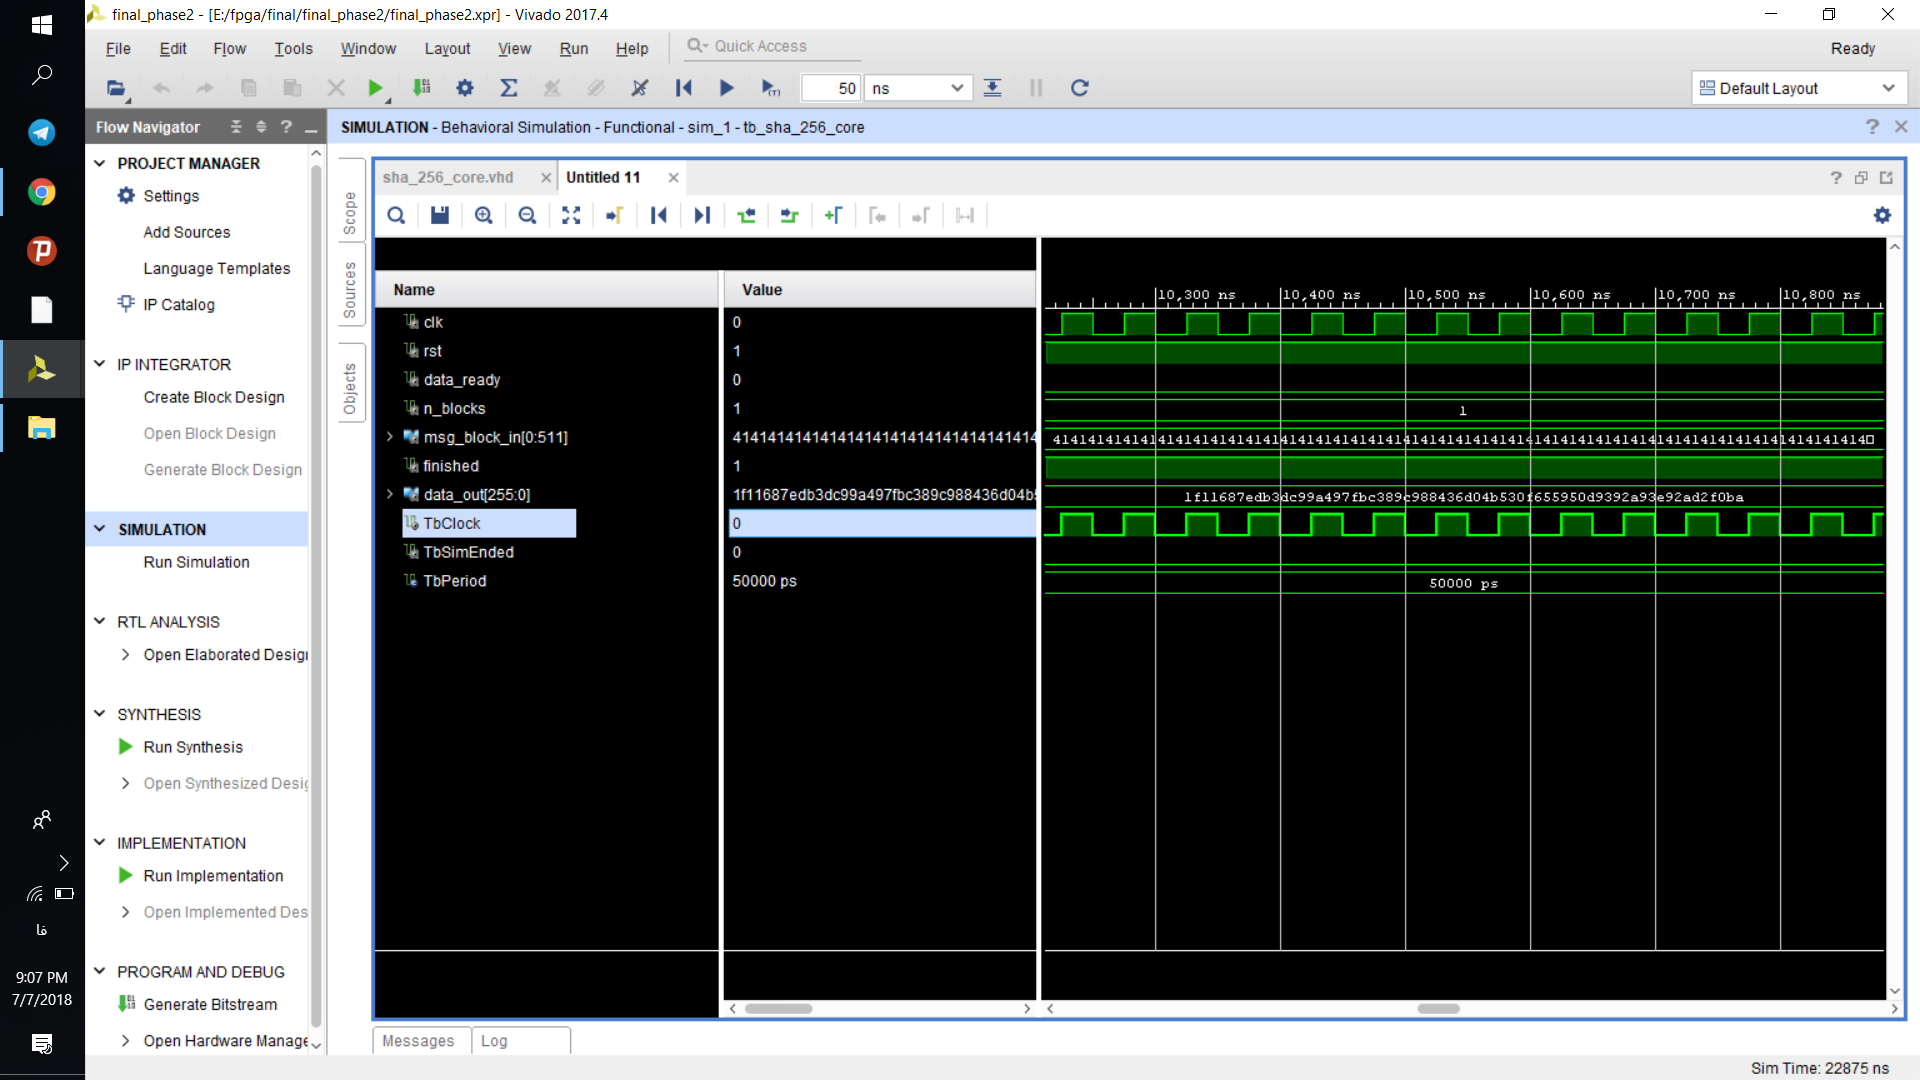 final_phase2 - [E:/fpga/final/final_phase2/final_phase2.xpr] - Vivado 2017.4
File Edit Flow Tools Window Layout View Run Help Quick Access Ready
50 ns Default Layout
Flow Navigator
SIMULATION - Behavioral Simulation - Functional - sim_1 - tb_sha_256_core
PROJECT MANAGER
Settings
Add Sources
Language Templates
IP Catalog
IP INTEGRATOR
Create Block Design
Open Block Design
Generate Block Design
SIMULATION
Run Simulation
RTL ANALYSIS
Open Elaborated Design
SYNTHESIS
Run Synthesis
Open Synthesized Desig
IMPLEMENTATION
Run Implementation
Open Implemented Des
PROGRAM AND DEBUG
Generate Bitstream
Open Hardware Manage
Scope
Sources
Objects
sha_256_core.vhd Untitled 11
Name Value
10,300 ns 10,400 ns 10,500 ns 10,600 ns 10,700 ns 10,800 ns
clk 0
rst 1
data_ready 0
n_blocks 1 1
msg_block_in[0:511]
finished 1
data_out[255:0] 1f11687edb3dc99a497fbc389c988436d04b5 1f11687edb3dc99a497fbc389c988436d04b530f655950d9392a93e92ad2f0ba
TbClock 0
TbSimEnded 0
TbPeriod 50000 ps 50000 ps
Messages Log
Sim Time: 22875 ns
فا
9:07 PM
7/7/2018